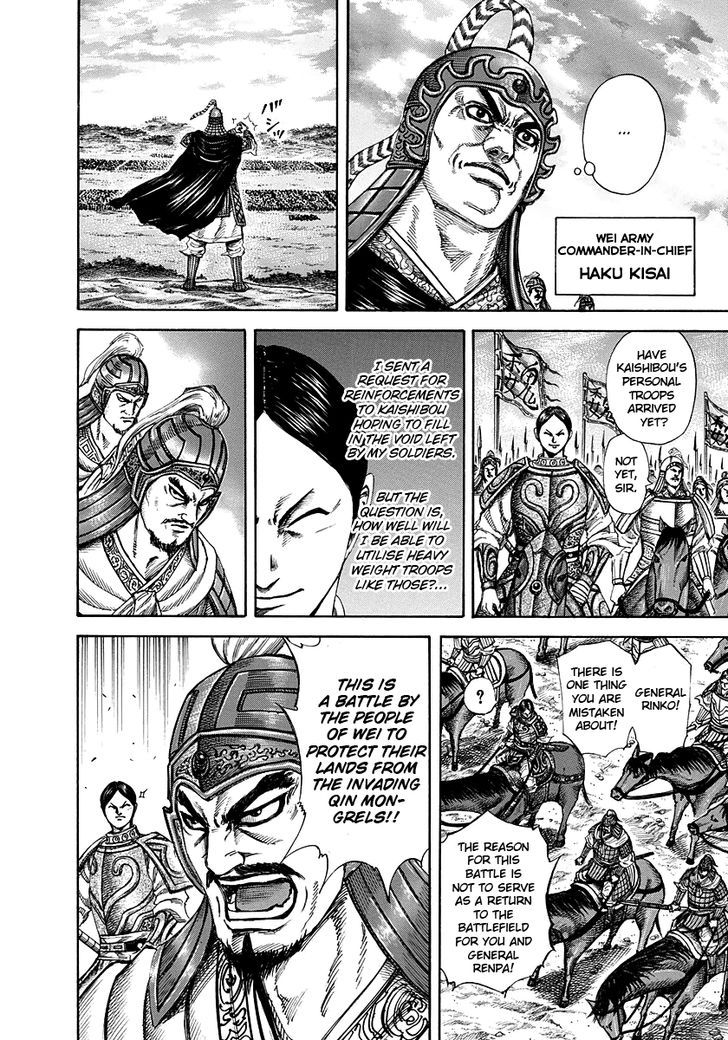 ...
WEI ARMY
COMMANDER-IN-CHIEF
HAKU KISAI
HAVE
KAISHIBOU'S
PERSONAL
TROOPS
ARRIVED
YET?
NOT
YET,
SIR.
I SENT A
REQUEST FOR
REINFORCEMENTS
TO KAISHIBOU
HOPING TO FILL
IN THE VOID LEFT
BY MY SOLDIERS.
BUT THE
QUESTION IS,
HOW WELL WILL
I BE ABLE TO
UTILISE HEAVY
WEIGHT TROOPS
LIKE THOSE?...
GENERAL
RINKO!
THERE IS
ONE THING
YOU ARE
MISTAKEN
ABOUT!
?
THE REASON
FOR THIS
BATTLE IS
NOT TO SERVE
AS A RETURN
TO THE
BATTLEFIELD
FOR YOU AND
GENERAL
RENPA!
THIS IS
A BATTLE BY
THE PEOPLE
OF WEI TO
PROTECT THEIR
LANDS FROM
THE INVADING
QIN MON-
GRELS!!